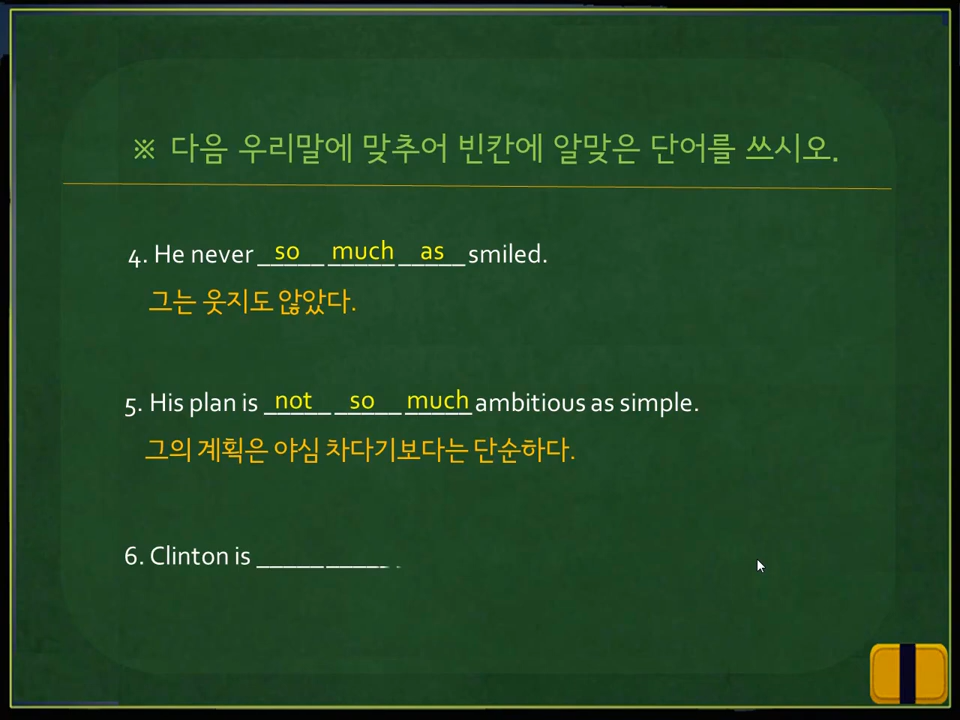 ※ 다음 우리말에 맞추어 빈칸에 알맞은 단어를 쓰시오.
4. He never so much as smiled.
그는 웃지도 않았다.
5. His plan is not so much ambitious as simple.
그의 계획은 야심 차다기보다는 단순하다.
6. Clinton is _____ _____